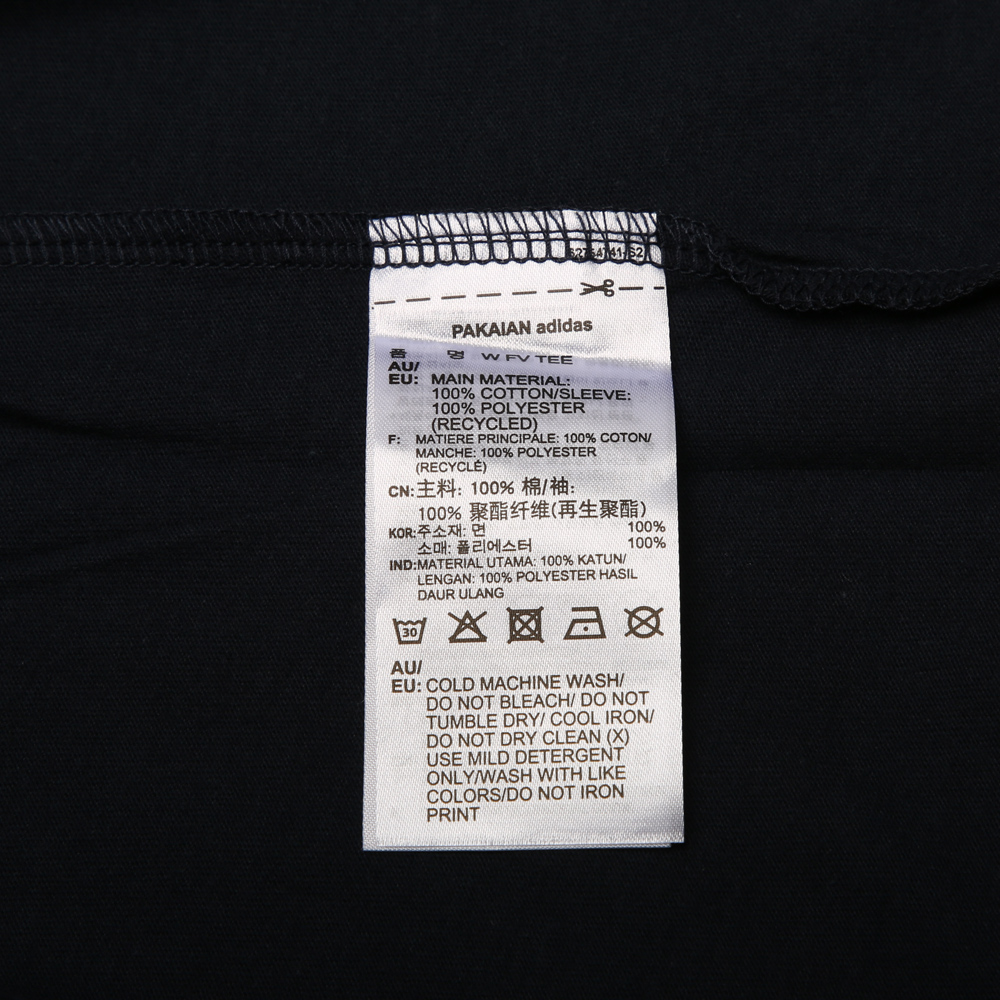 PAKAIAN adidas
품 명 W FV TEE
AU/
EU: MAIN MATERIAL:
100% COTTON/SLEEVE:
100% POLYESTER
(RECYCLED)
F: MATIERE PRINCIPALE: 100% COTON/
MANCHE: 100% POLYESTER
(RECYCLÉ)
CN: 主料: 100% 棉/袖:
100% 聚酯纤维(再生聚酯)
KOR: 주소재: 면 100%
소매: 폴리에스터 100%
IND: MATERIAL UTAMA: 100% KATUN/
LENGAN: 100% POLYESTER HASIL
DAUR ULANG
30
AU/
EU: COLD MACHINE WASH/
DO NOT BLEACH/ DO NOT
TUMBLE DRY/ COOL IRON/
DO NOT DRY CLEAN (X)
USE MILD DETERGENT
ONLY/WASH WITH LIKE
COLORS/DO NOT IRON
PRINT